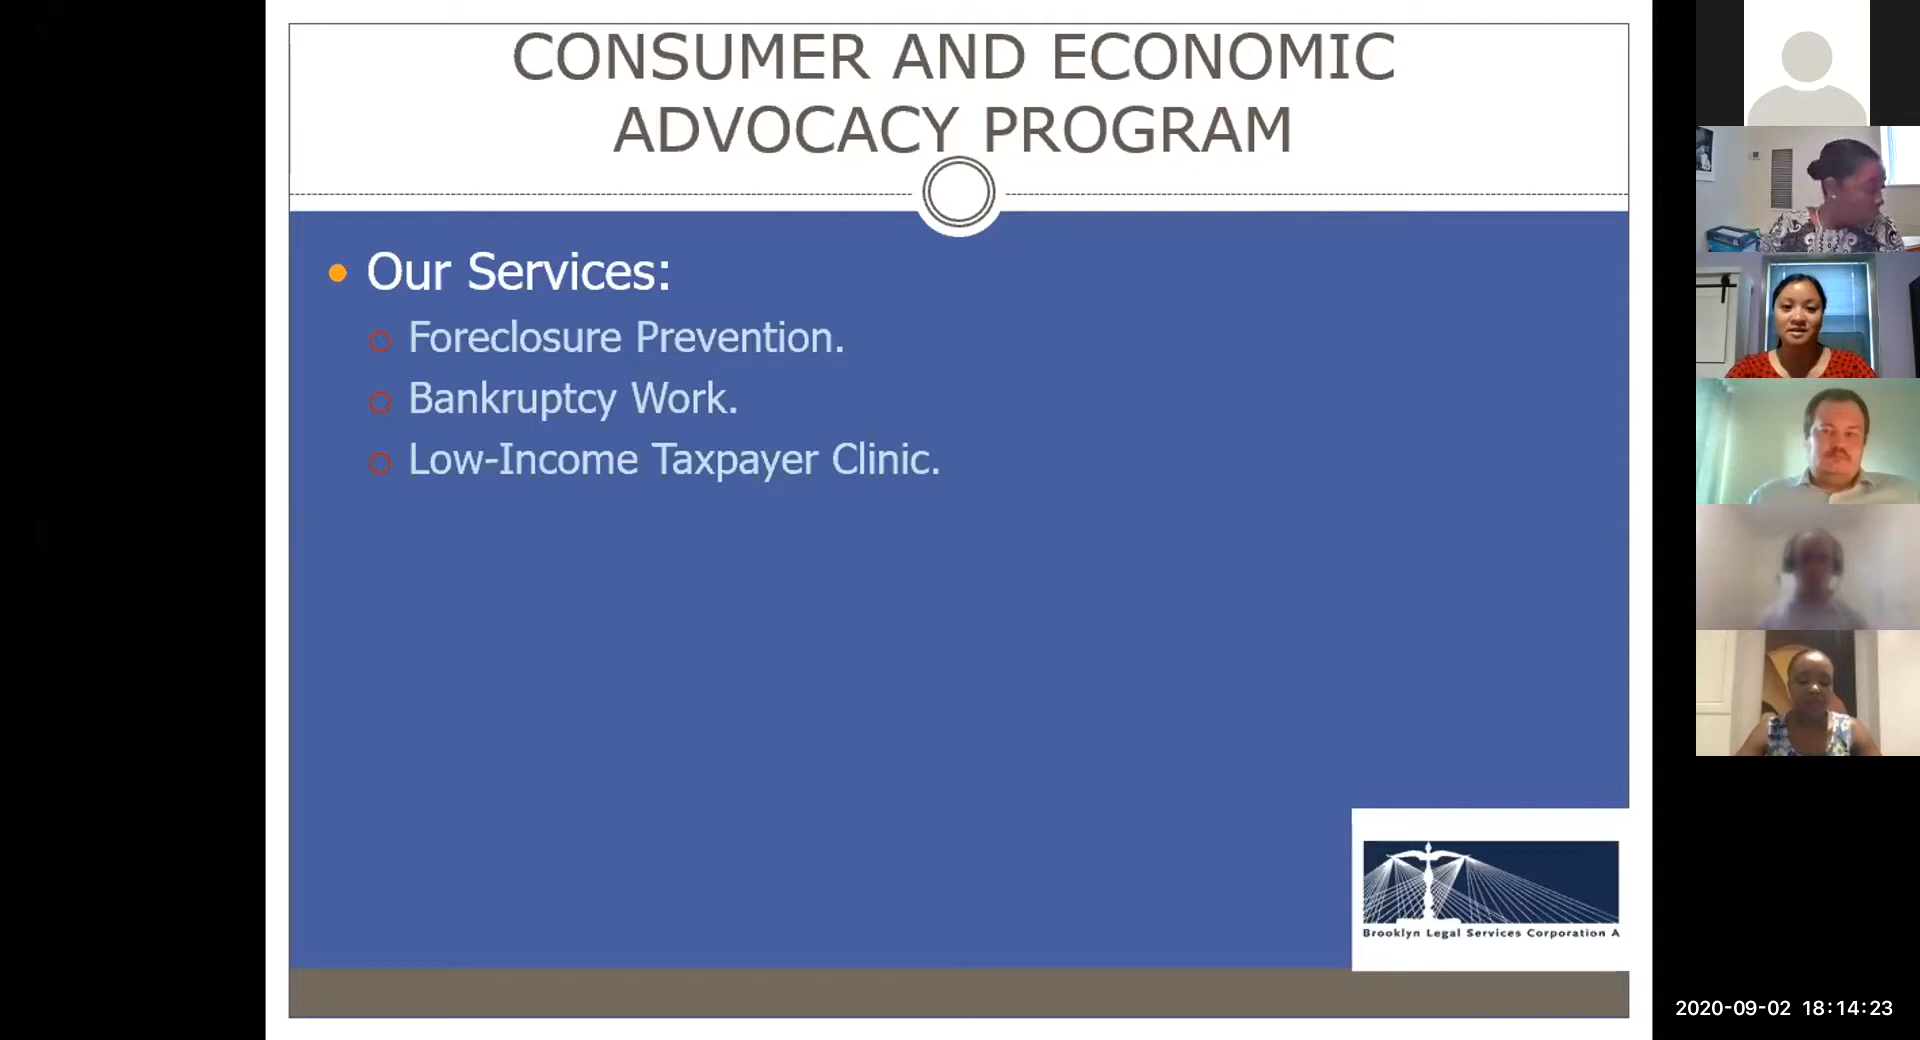 CONSUMER AND ECONOMIC
ADVOCACY PROGRAM
Our Services:
Foreclosure Prevention.
Bankruptcy Work.
Low-Income Taxpayer Clinic.
Brooklyn Legal Services Corporation A
2020-09-02 18:14:23